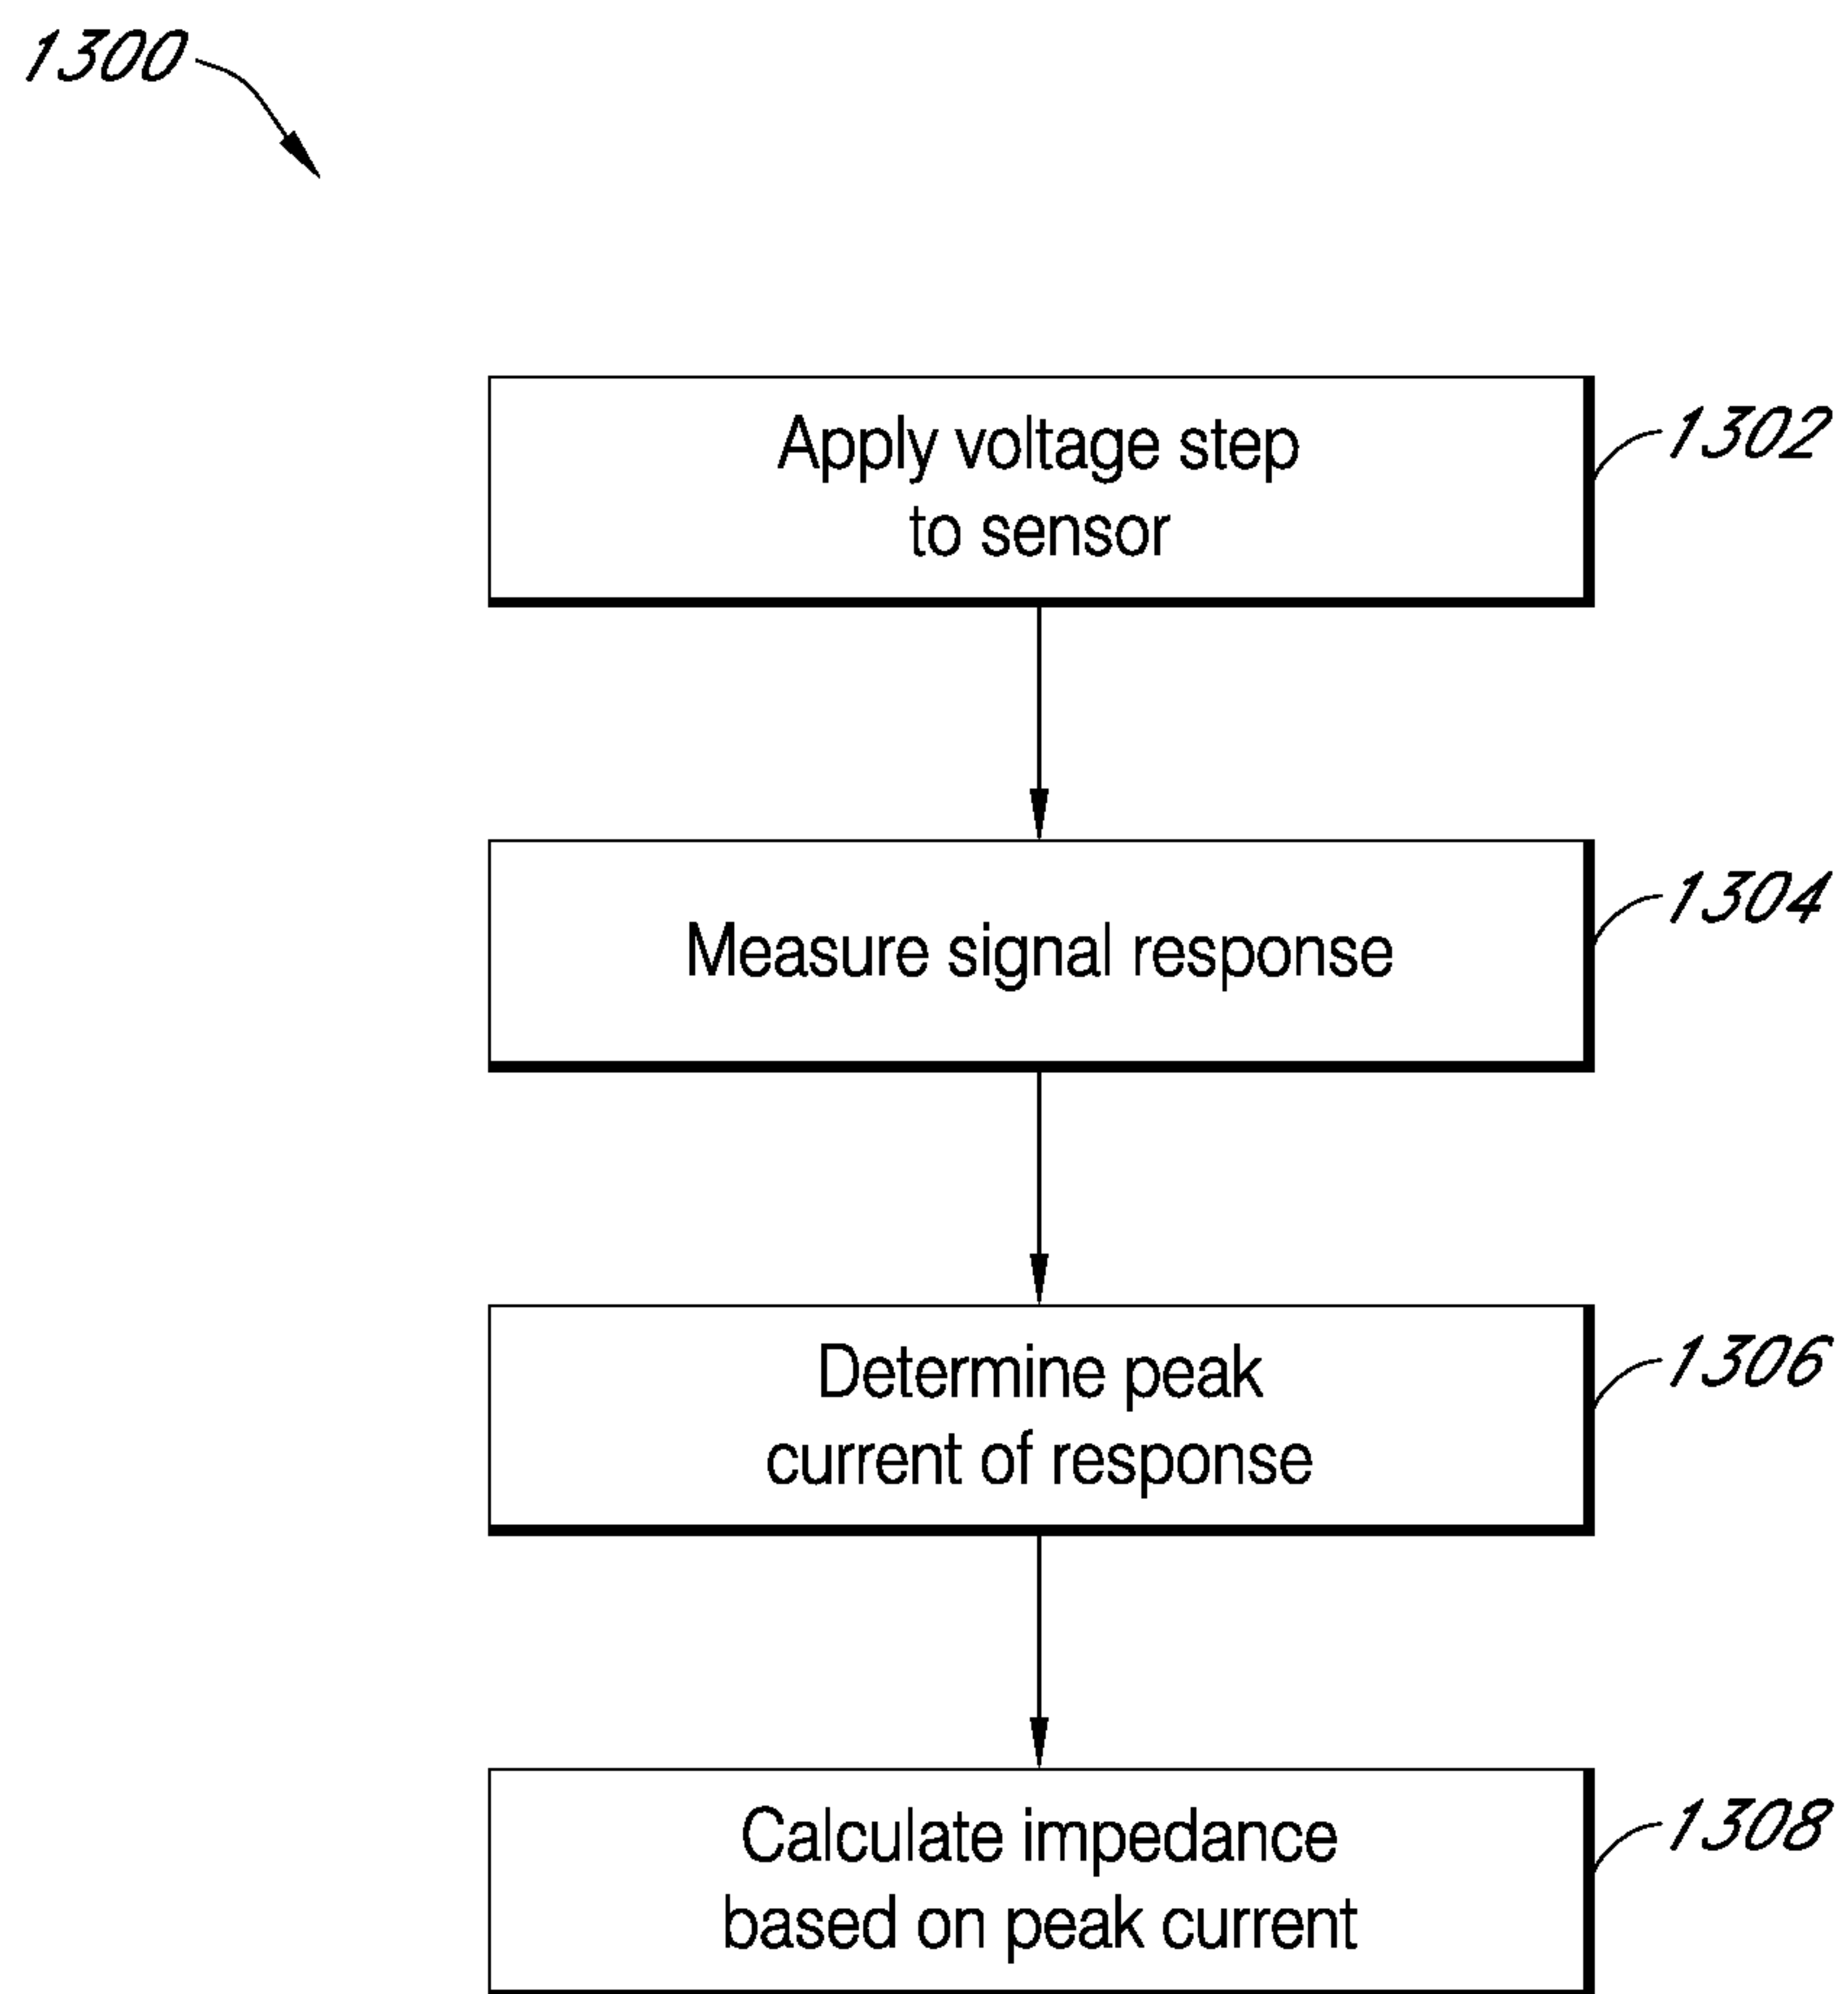 1300
Apply voltage step
to sensor
1302
Measure signal response
1304
Determine peak
current of response
1306
Calculate impedance
based on peak current
1308